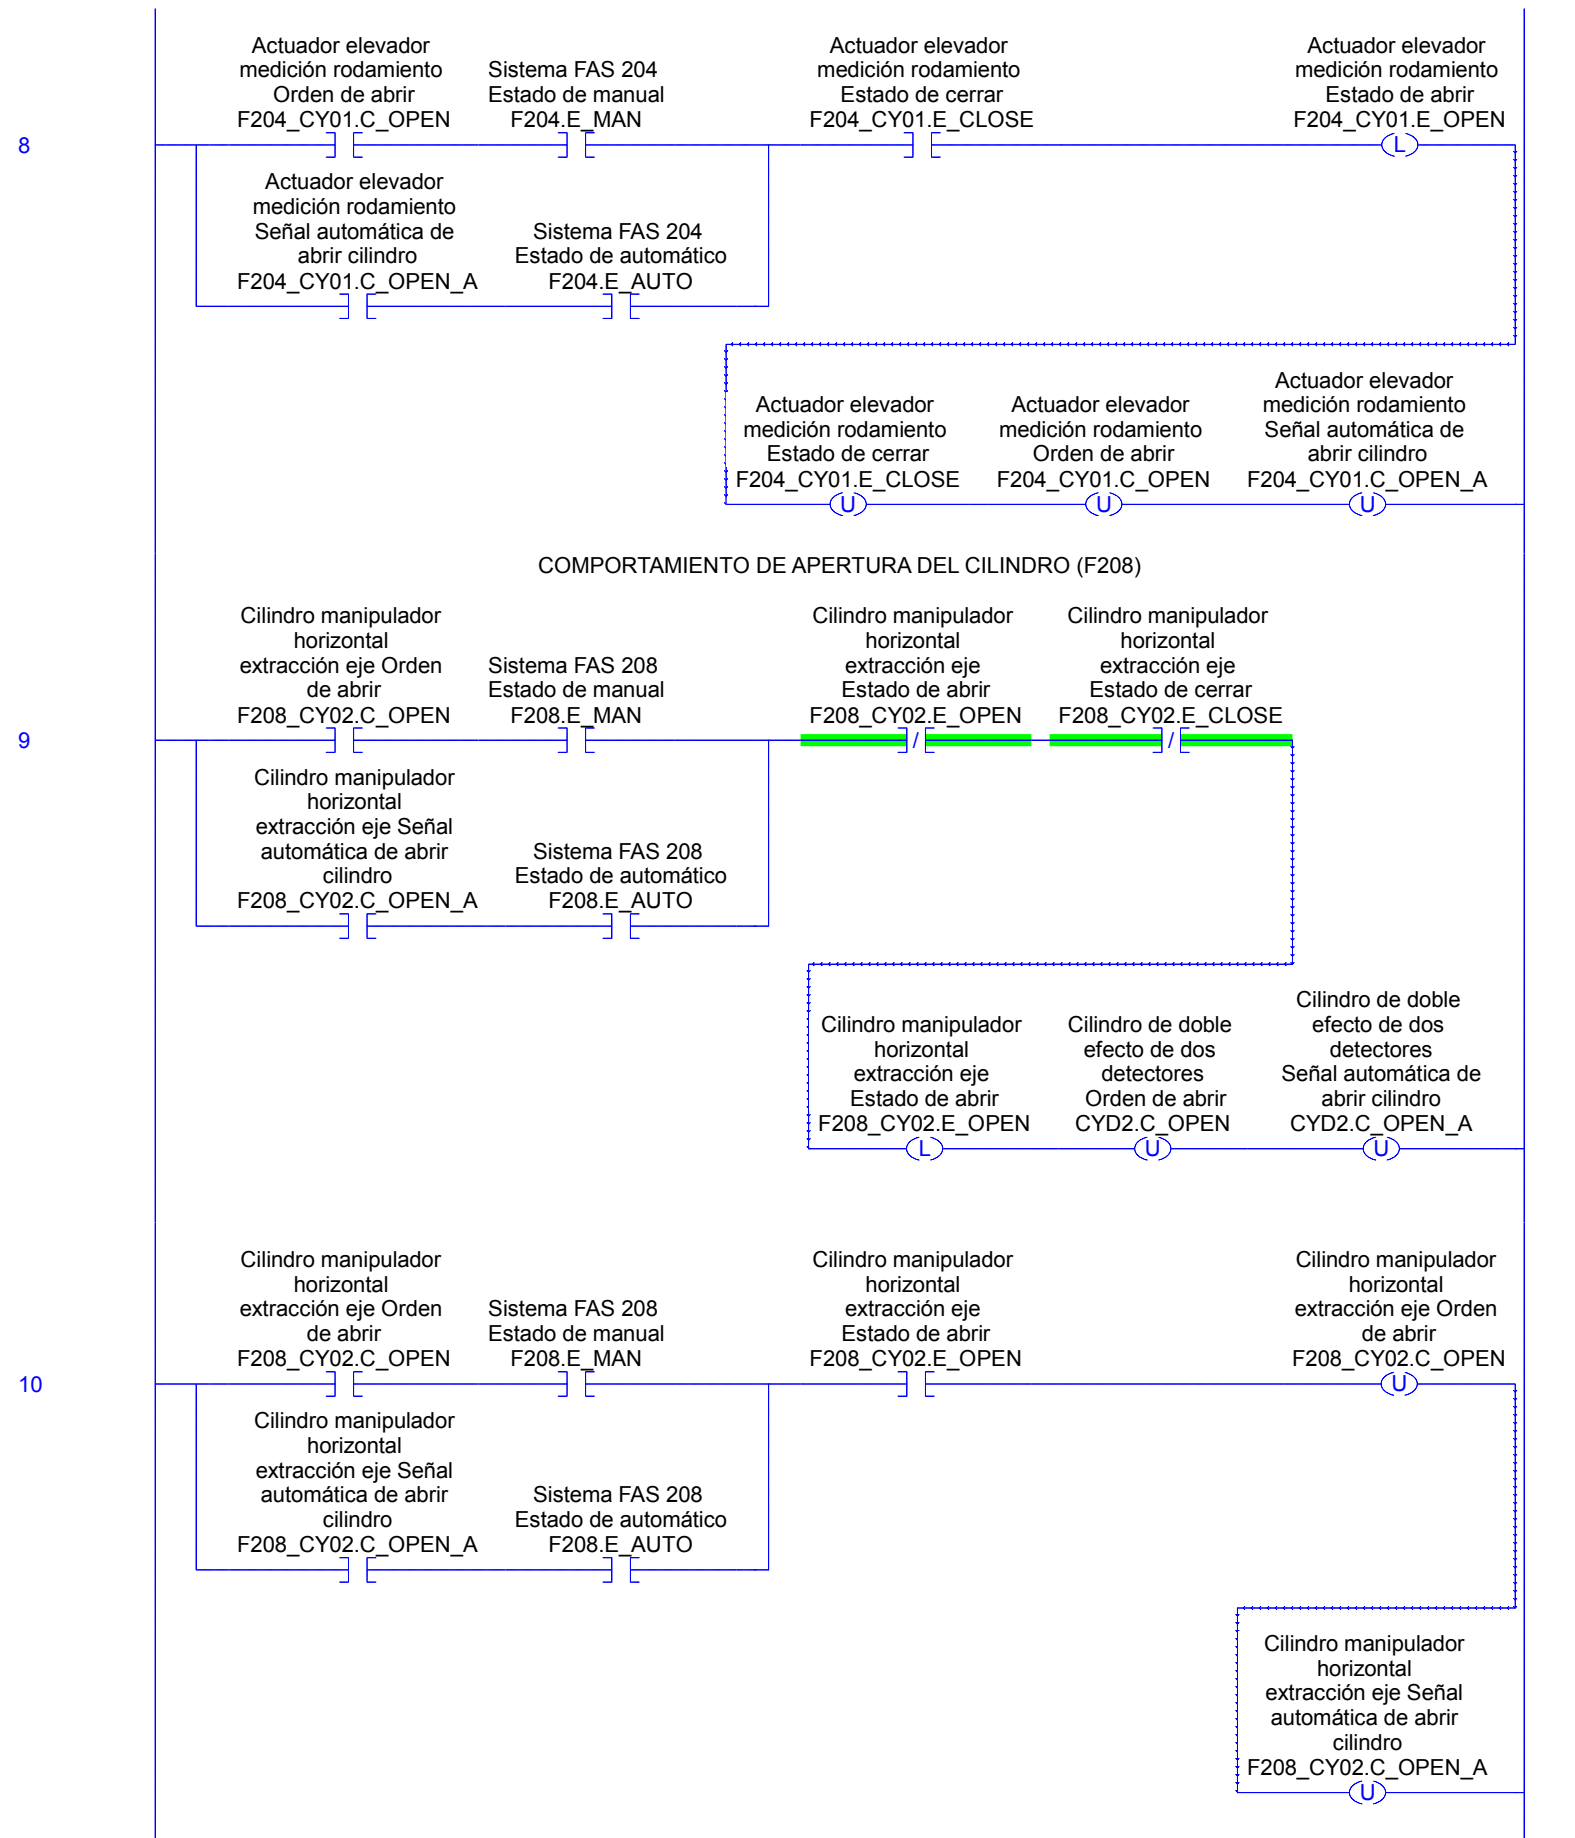 Actuador elevador
medición rodamiento
Orden de abrir
F204_CY01.C_OPEN
Sistema FAS 204
Estado de manual
F204.E_MAN
Actuador elevador
medición rodamiento
Estado de cerrar
F204_CY01.E_CLOSE
Actuador elevador
medición rodamiento
Estado de abrir
F204_CY01.E_OPEN
8
L
Actuador elevador
medición rodamiento
Señal automática de
abrir cilindro
F204_CY01.C_OPEN_A
Sistema FAS 204
Estado de automático
F204.E_AUTO
Actuador elevador
medición rodamiento
Estado de cerrar
F204_CY01.E_CLOSE
U
Actuador elevador
medición rodamiento
Orden de abrir
F204_CY01.C_OPEN
U
Actuador elevador
medición rodamiento
Señal automática de
abrir cilindro
F204_CY01.C_OPEN_A
U
COMPORTAMIENTO DE APERTURA DEL CILINDRO (F208)
Cilindro manipulador
horizontal
extracción eje Orden
de abrir
F208_CY02.C_OPEN
Sistema FAS 208
Estado de manual
F208.E_MAN
Cilindro manipulador
horizontal
extracción eje
Estado de abrir
F208_CY02.E_OPEN
/
Cilindro manipulador
horizontal
extracción eje
Estado de cerrar
F208_CY02.E_CLOSE
/
9
Cilindro manipulador
horizontal
extracción eje Señal
automática de abrir
cilindro
F208_CY02.C_OPEN_A
Sistema FAS 208
Estado de automático
F208.E_AUTO
Cilindro manipulador
horizontal
extracción eje
Estado de abrir
F208_CY02.E_OPEN
L
Cilindro de doble
efecto de dos
detectores
Orden de abrir
CYD2.C_OPEN
U
Cilindro de doble
efecto de dos
detectores
Señal automática de
abrir cilindro
CYD2.C_OPEN_A
U
Cilindro manipulador
horizontal
extracción eje Orden
de abrir
F208_CY02.C_OPEN
Sistema FAS 208
Estado de manual
F208.E_MAN
Cilindro manipulador
horizontal
extracción eje
Estado de abrir
F208_CY02.E_OPEN
Cilindro manipulador
horizontal
extracción eje Orden
de abrir
F208_CY02.C_OPEN
10
U
Cilindro manipulador
horizontal
extracción eje Señal
automática de abrir
cilindro
F208_CY02.C_OPEN_A
Sistema FAS 208
Estado de automático
F208.E_AUTO
Cilindro manipulador
horizontal
extracción eje Señal
automática de abrir
cilindro
F208_CY02.C_OPEN_A
U